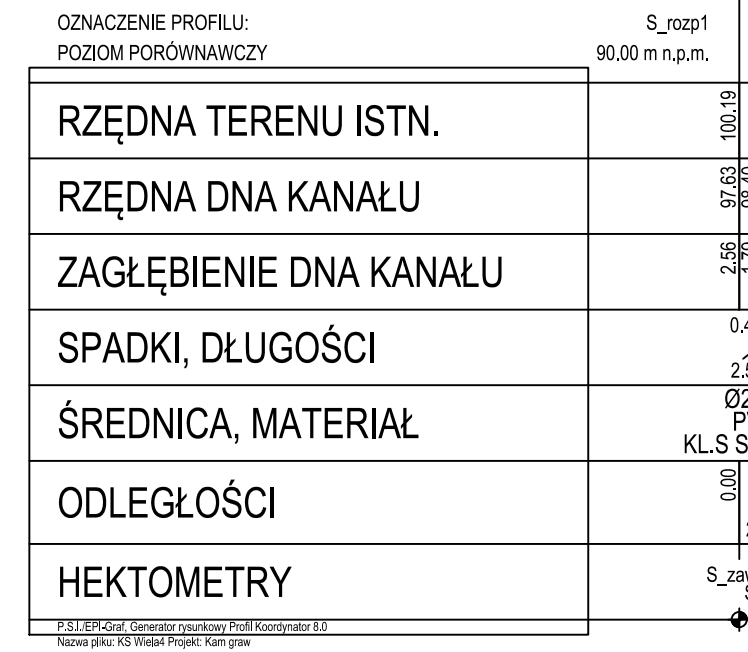 OZNACZENIE PROFILU: S_rozp1
POZIOM PORÓWNAWCZY 90.00 m n.p.m.
RZĘDNA TERENU ISTN. 100.19
RZĘDNA DNA KANAŁU 97.63
ZAGŁĘBIENIE DNA KANAŁU 2.56
SPADKI, DŁUGOŚCI
ŚREDNICA, MATERIAŁ
KL.S
ODLEGŁOŚCI 0.00
HEKTOMETRY
P.S.I./EPI-Graf, Generator rysunkowy Profil Koordynator 8.0
Nazwa pliku: KS Wiela4 Projekt: Kam graw